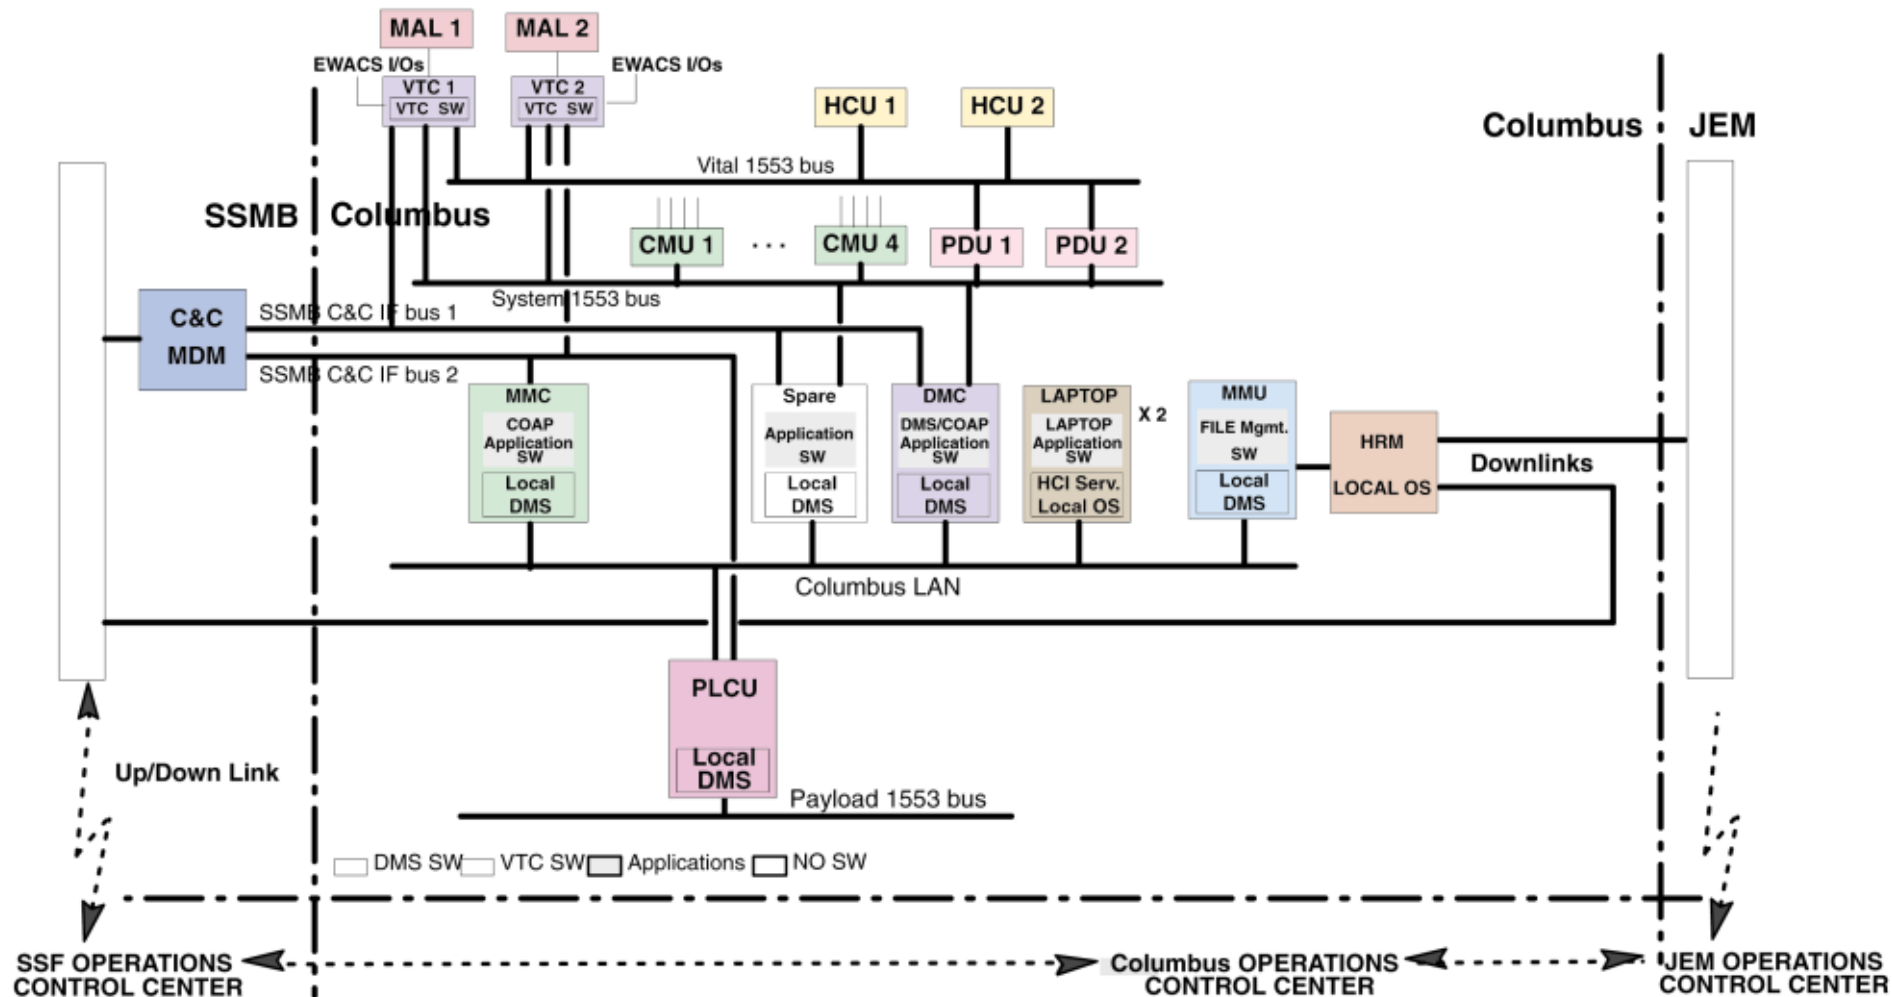 MAL 1
MAL 2
EWACS I/Os
EWACS I/Os
VTC 1
VTC SW
VTC 2
VTC SW
HCU 1
HCU 2
Columbus
JEM
Vital 1553 bus
SSMB
Columbus
CMU 1
...
CMU 4
PDU 1
PDU 2
System 1553 bus
C&C
MDM
SSMB C&C IF bus 1
SSMB C&C IF bus 2
MMC
COAP
Application
SW
Local
DMS
Spare
Application
SW
Local
DMS
DMC
DMS/COAP
Application
SW
Local
DMS
LAPTOP
LAPTOP
Application
SW
HCI Serv.
Local OS
X 2
MMU
FILE Mgmt.
SW
Local
DMS
HRM
LOCAL OS
Downlinks
Columbus LAN
PLCU
Local
DMS
Up/Down Link
Payload 1553 bus
DMS SW
VTC SW
Applications
NO SW
SSF OPERATIONS
CONTROL CENTER
Columbus OPERATIONS
CONTROL CENTER
JEM OPERATIONS
CONTROL CENTER